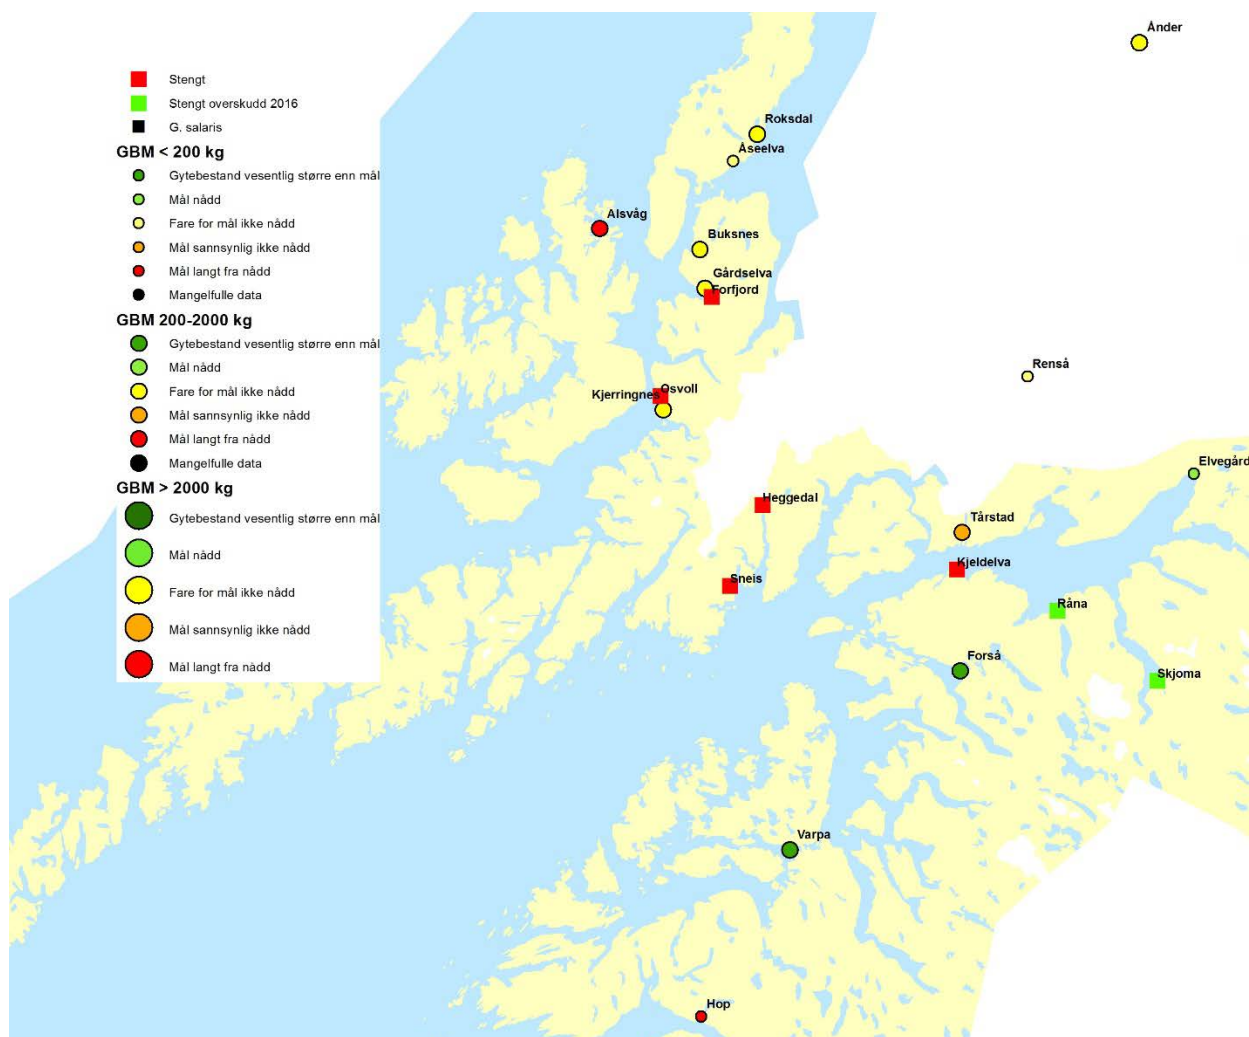 Stengt
Stengt overskudd 2016
G. salaris
GBM < 200 kg
Gytebestand vesentlig større enn mål
Mål nådd
Fare for mål ikke nådd
Mål sannsynlig ikke nådd
Mål langt fra nådd
Mangelfulle data
GBM 200-2000 kg
Gytebestand vesentlig større enn mål
Mål nådd
Fare for mål ikke nådd
Mål sannsynlig ikke nådd
Mål langt fra nådd
Mangelfulle data
GBM > 2000 kg
Gytebestand vesentlig større enn mål
Mål nådd
Fare for mål ikke nådd
Mål sannsynlig ikke nådd
Mål langt fra nådd
Ånder
Roksdal
Åseelva
Alsvåg
Buksnes
Gårdselva
Forfjord
Renså
Osvoll
Kjerringnes
Elvegård
Heggedal
Tårstad
Kjeldelva
Sneis
Råna
Forså
Skjoma
Varpa
Hop